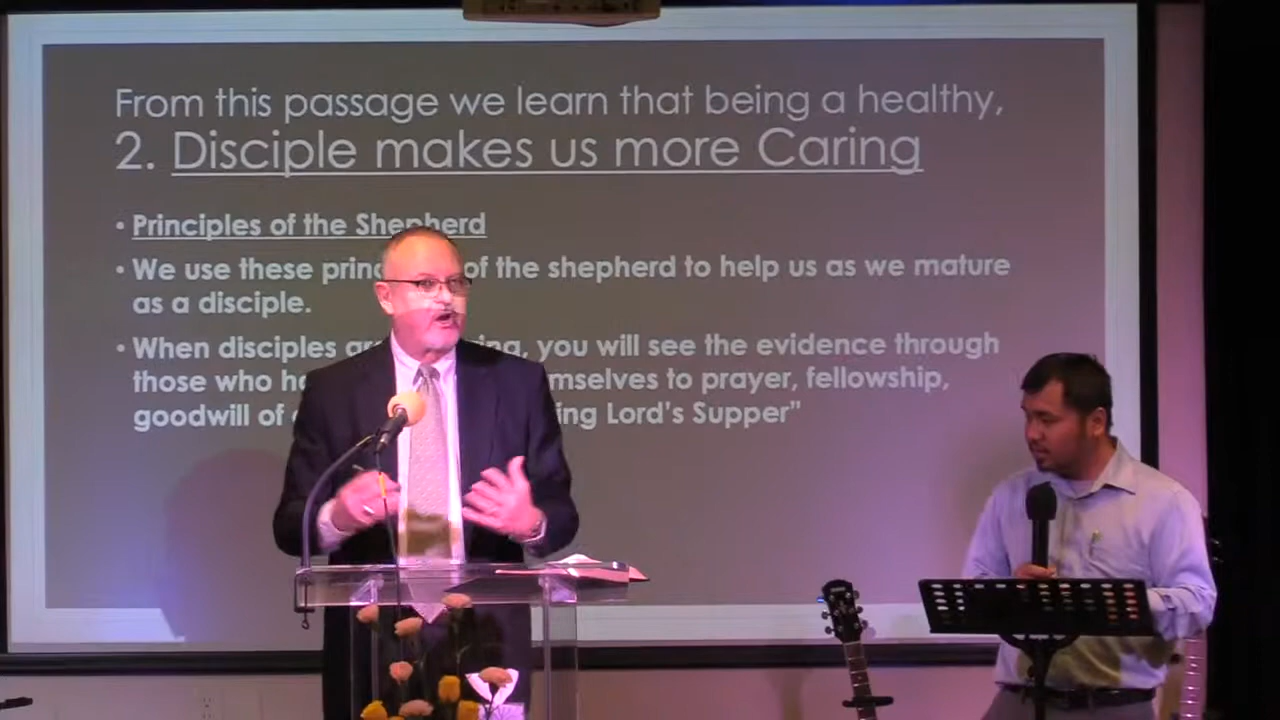 From this passage we learn that being a healthy,
2. Disciple makes us more Caring
• Principles of the Shepherd
• We use these of the shepherd to help us as we mature
as a disciple.
• When disciples you will see the evidence through
those who to prayer, fellowship,
goodwill of Lord’s Supper”